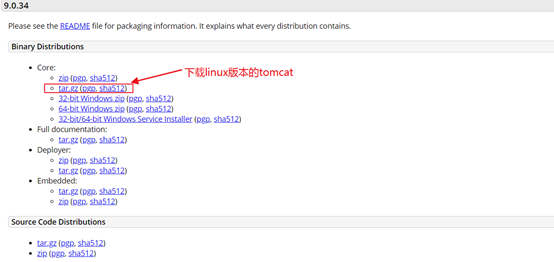 9.0.34
Please see the README file for packaging information. It explains what every distribution contains.
Binary Distributions
Core:
zip (pgp, sha512)
下载linux版本的tomcat
tar.gz (pgp, sha512)
32-bit Windows zip (pgp, sha512)
64-bit Windows zip (pgp, sha512)
32-bit/64-bit Windows Service Installer (pgp, sha512)
Full documentation:
tar.gz (pgp, sha512)
Deployer:
zip (pgp, sha512)
tar.gz (pgp, sha512)
Embedded:
tar.gz (pgp, sha512)
zip (pgp, sha512)
Source Code Distributions
tar.gz (pgp, sha512)
zip (pgp, sha512)